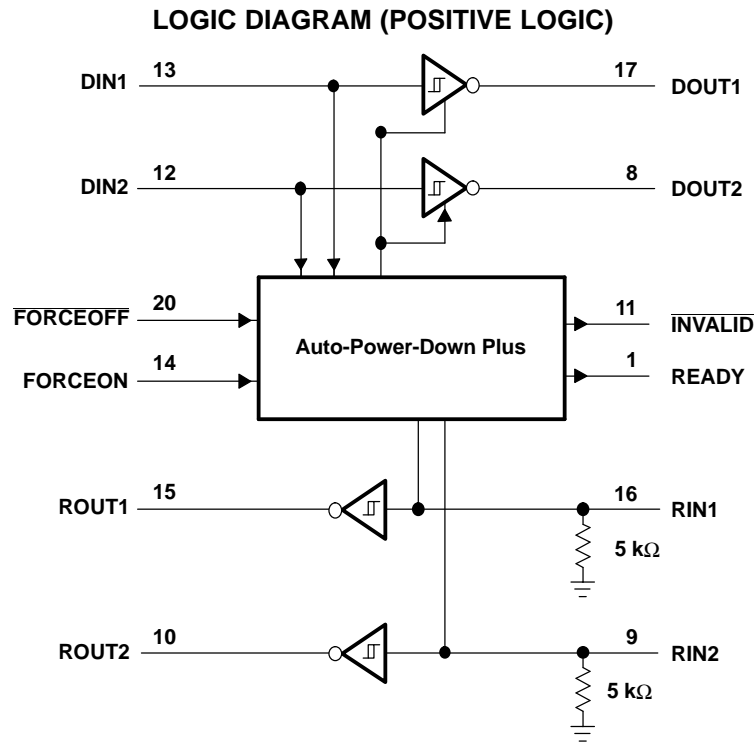 LOGIC DIAGRAM (POSITIVE LOGIC)
DIN1 13 17 DOUT1
DIN2 12 8 DOUT2
FORCEOFF 20 11 INVALID
Auto-Power-Down Plus
FORCEON 14 1 READY
ROUT1 15 16 RIN1
5 kΩ
ROUT2 10 9 RIN2
5 kΩ